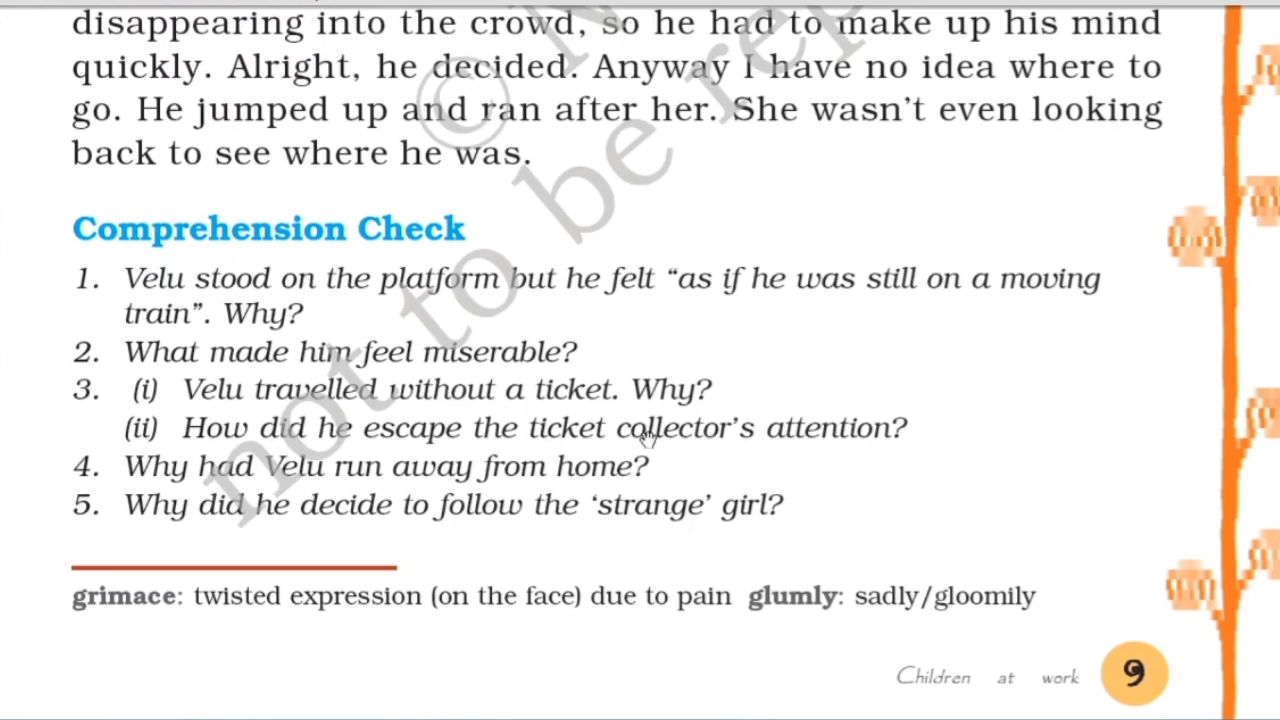 disappearing into the crowd, so he had to make up his mind
quickly. Alright, he decided. Anyway I have no idea where to
go. He jumped up and ran after her. She wasn't even looking
back to see where he was.
Comprehension Check
1. Velu stood on the platform but he felt “as if he was still on a moving
train”. Why?
2. What made him feel miserable?
3. (i) Velu travelled without a ticket. Why?
(ii) How did he escape the ticket collector's attention?
4. Why had Velu run away from home?
5. Why did he decide to follow the ‘strange’ girl?
grimace: twisted expression (on the face) due to pain glumly: sadly/gloomily
Children at work 9
© N
not to be rep